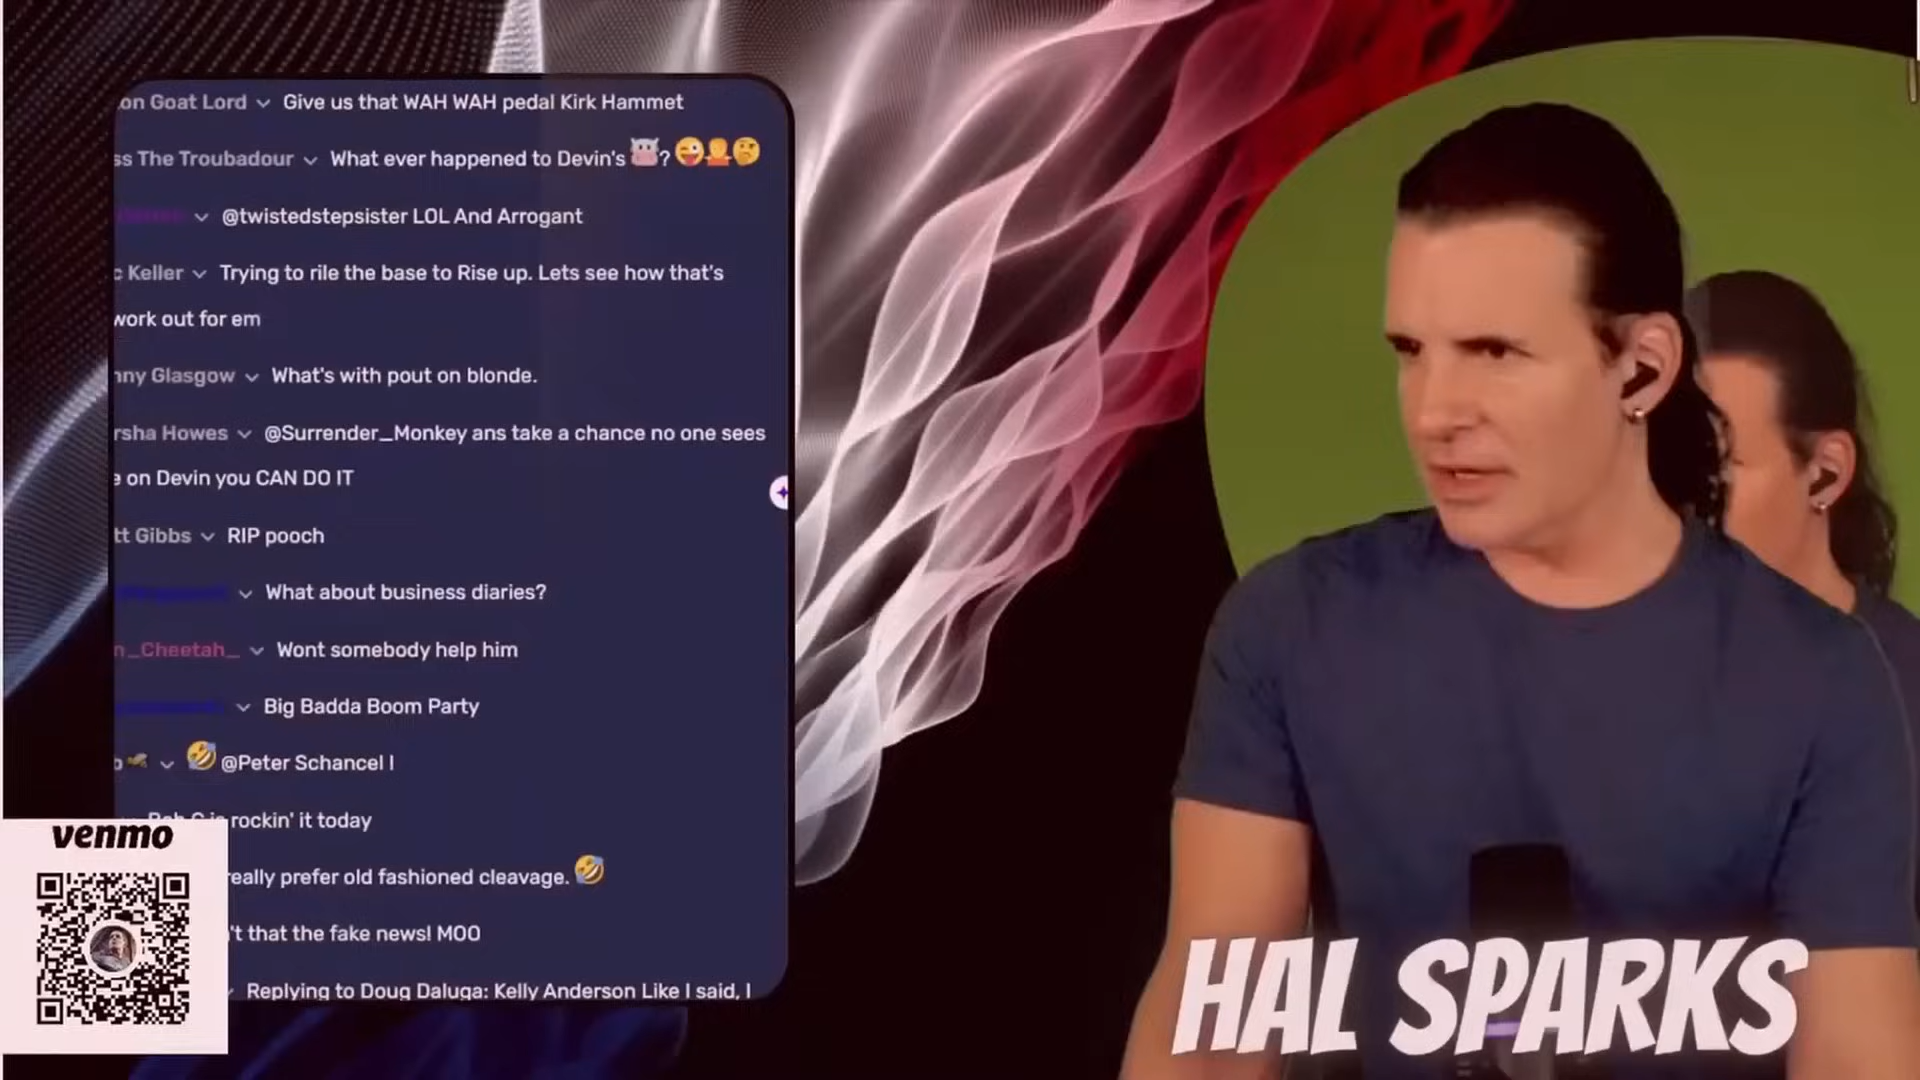 on Goat Lord Give us that WAH WAH pedal Kirk Hammet
ss The Troubadour What ever happened to Devin's 🐮? 😜🤷🤔
@twistedstepsister LOL And Arrogant
c Keller Trying to rile the base to Rise up. Lets see how that's
work out for em
nny Glasgow What's with pout on blonde.
rsha Howes @Surrender_Monkey ans take a chance no one sees
e on Devin you CAN DO IT
tt Gibbs RIP pooch
What about business diaries?
n_Cheetah_ Wont somebody help him
Big Badda Boom Party
🤣 @Peter Schancel I
rockin' it today
really prefer old fashioned cleavage. 🤣
't that the fake news! MOO
Replying to Doug Daluga: Kelly Anderson Like I said, I
venmo
HAL SPARKS